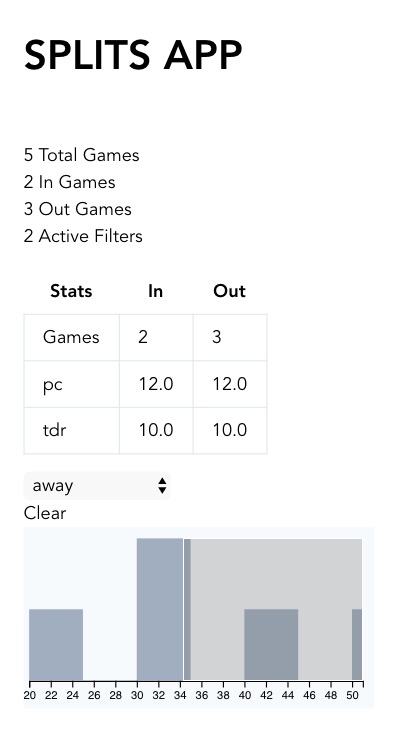 SPLITS APP
5 Total Games
2 In Games
3 Out Games
2 Active Filters
Stats In Out
Games 2 3
pc 12.0 12.0
tdr 10.0 10.0
away
Clear
20 22 24 26 28 30 32 34 36 38 40 42 44 46 48 50